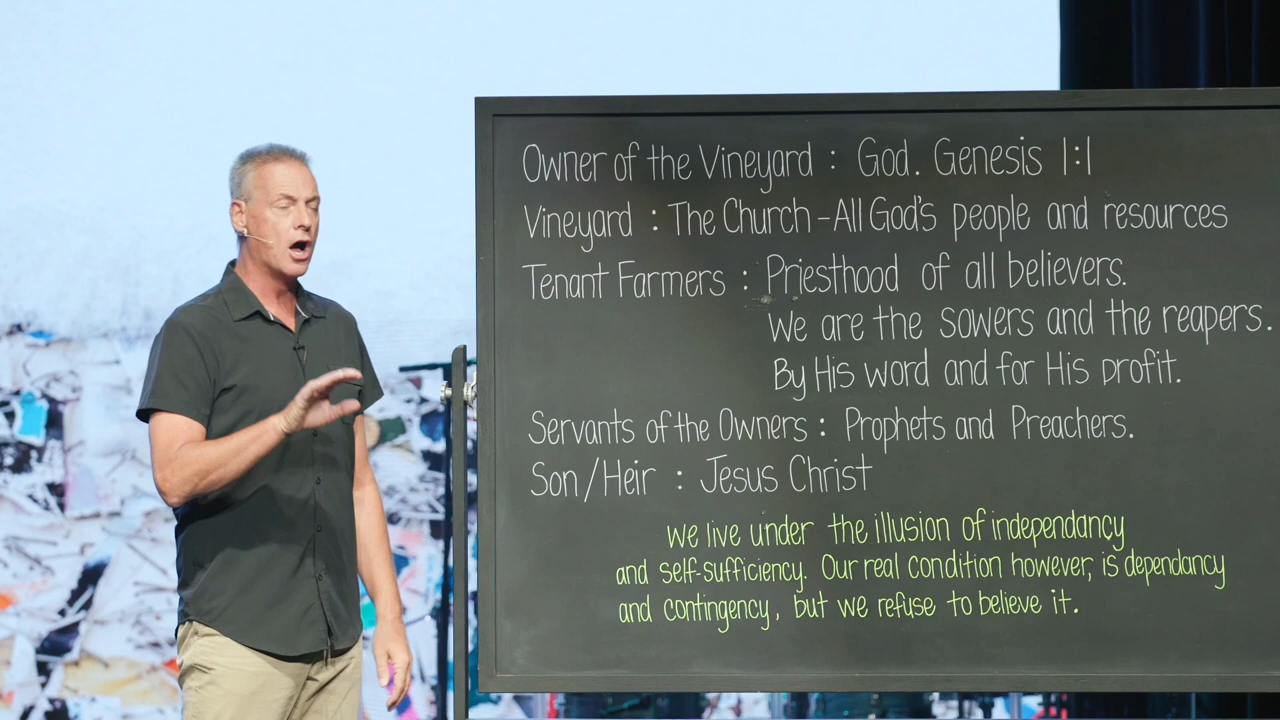 Owner of the Vineyard : God. Genesis 1:1
Vineyard : The Church - All God's people and resources
Tenant Farmers : Priesthood of all believers.
We are the sowers and the reapers.
By His word and for His profit.
Servants of the Owners : Prophets and Preachers.
Son/Heir : Jesus Christ
We live under the illusion of independancy
and self-sufficiency. Our real condition however, is dependancy
and contingency, but we refuse to believe it.